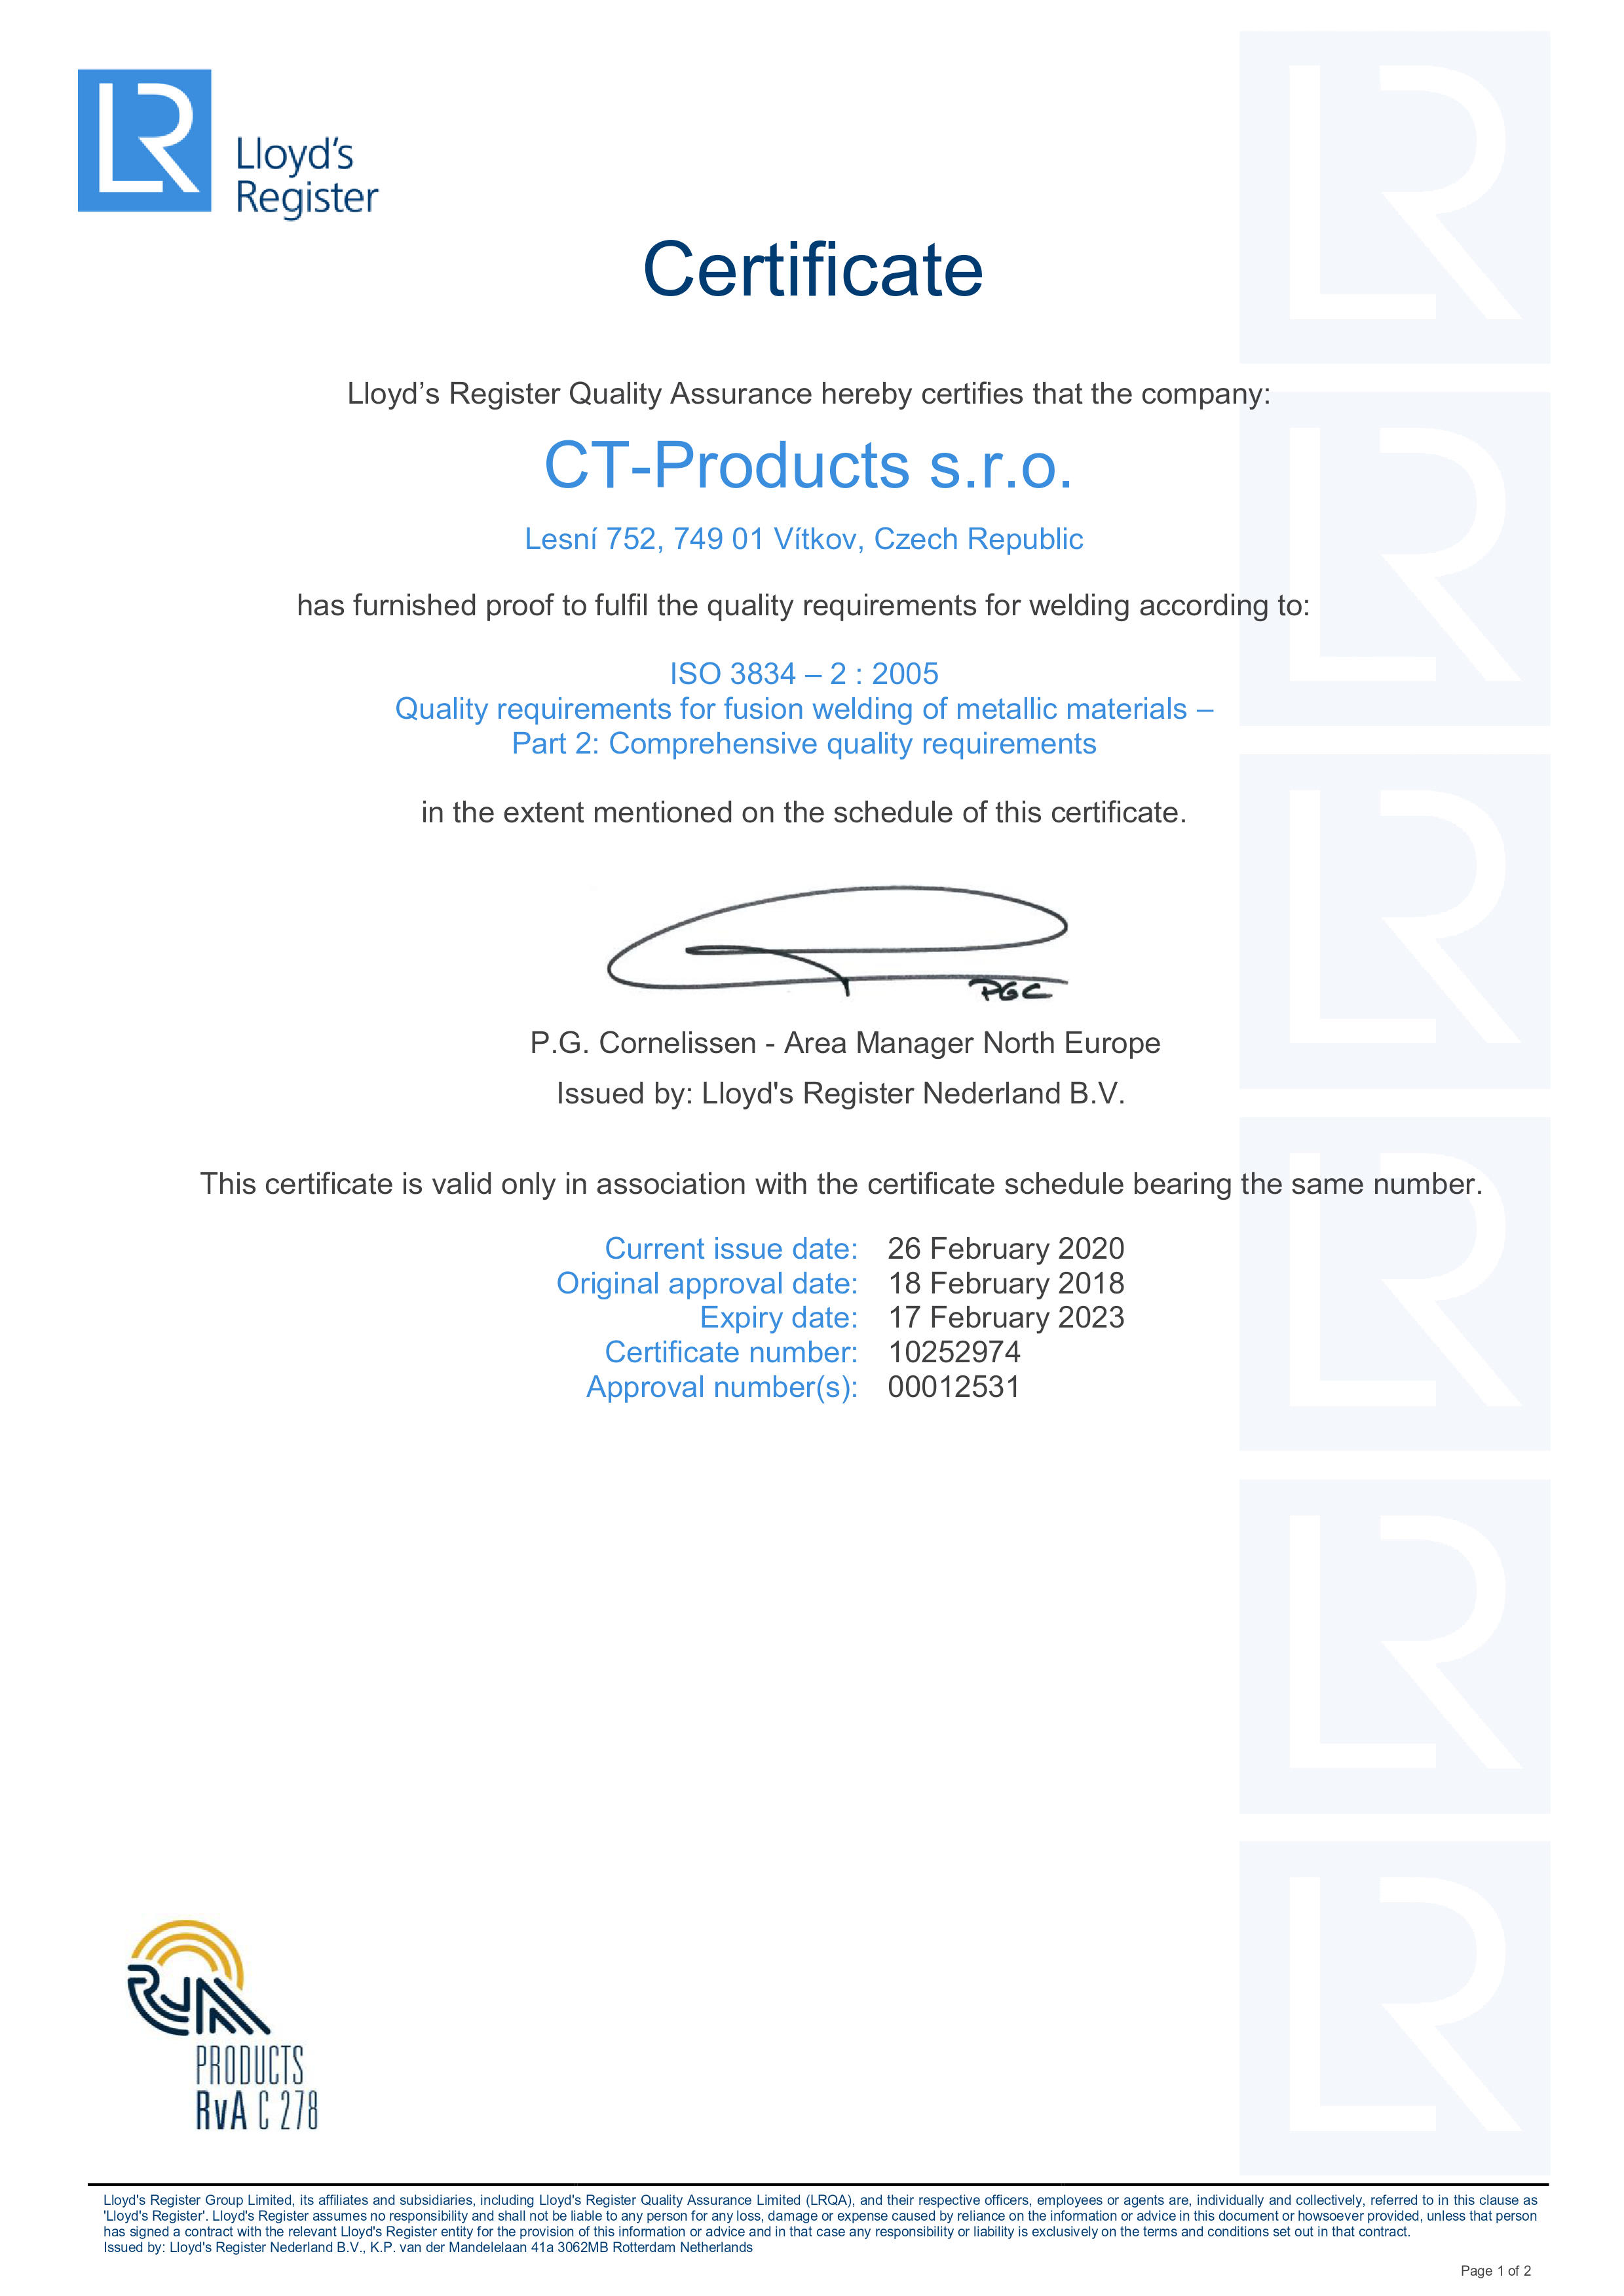 LR
Lloyd's
Register
Certificate
Lloyd’s Register Quality Assurance hereby certifies that the company:
CT-Products s.r.o.
Lesní 752, 749 01 Vítkov, Czech Republic
has furnished proof to fulfil the quality requirements for welding according to:
ISO 3834 – 2 : 2005
Quality requirements for fusion welding of metallic materials –
Part 2: Comprehensive quality requirements
in the extent mentioned on the schedule of this certificate.
PGC
P.G. Cornelissen - Area Manager North Europe
Issued by: Lloyd's Register Nederland B.V.
This certificate is valid only in association with the certificate schedule bearing the same number.
Current issue date: 26 February 2020
Original approval date: 18 February 2018
Expiry date: 17 February 2023
Certificate number: 10252974
Approval number(s): 00012531
RVA
PRODUCTS
RvA C 278
Lloyd's Register Group Limited, its affiliates and subsidiaries, including Lloyd's Register Quality Assurance Limited (LRQA), and their respective officers, employees or agents are, individually and collectively, referred to in this clause as
'Lloyd's Register'. Lloyd's Register assumes no responsibility and shall not be liable to any person for any loss, damage or expense caused by reliance on the information or advice in this document or howsoever provided, unless that person
has signed a contract with the relevant Lloyd's Register entity for the provision of this information or advice and in that case any responsibility or liability is exclusively on the terms and conditions set out in that contract.
Issued by: Lloyd's Register Nederland B.V., K.P. van der Mandelelaan 41a 3062MB Rotterdam Netherlands
Page 1 of 2